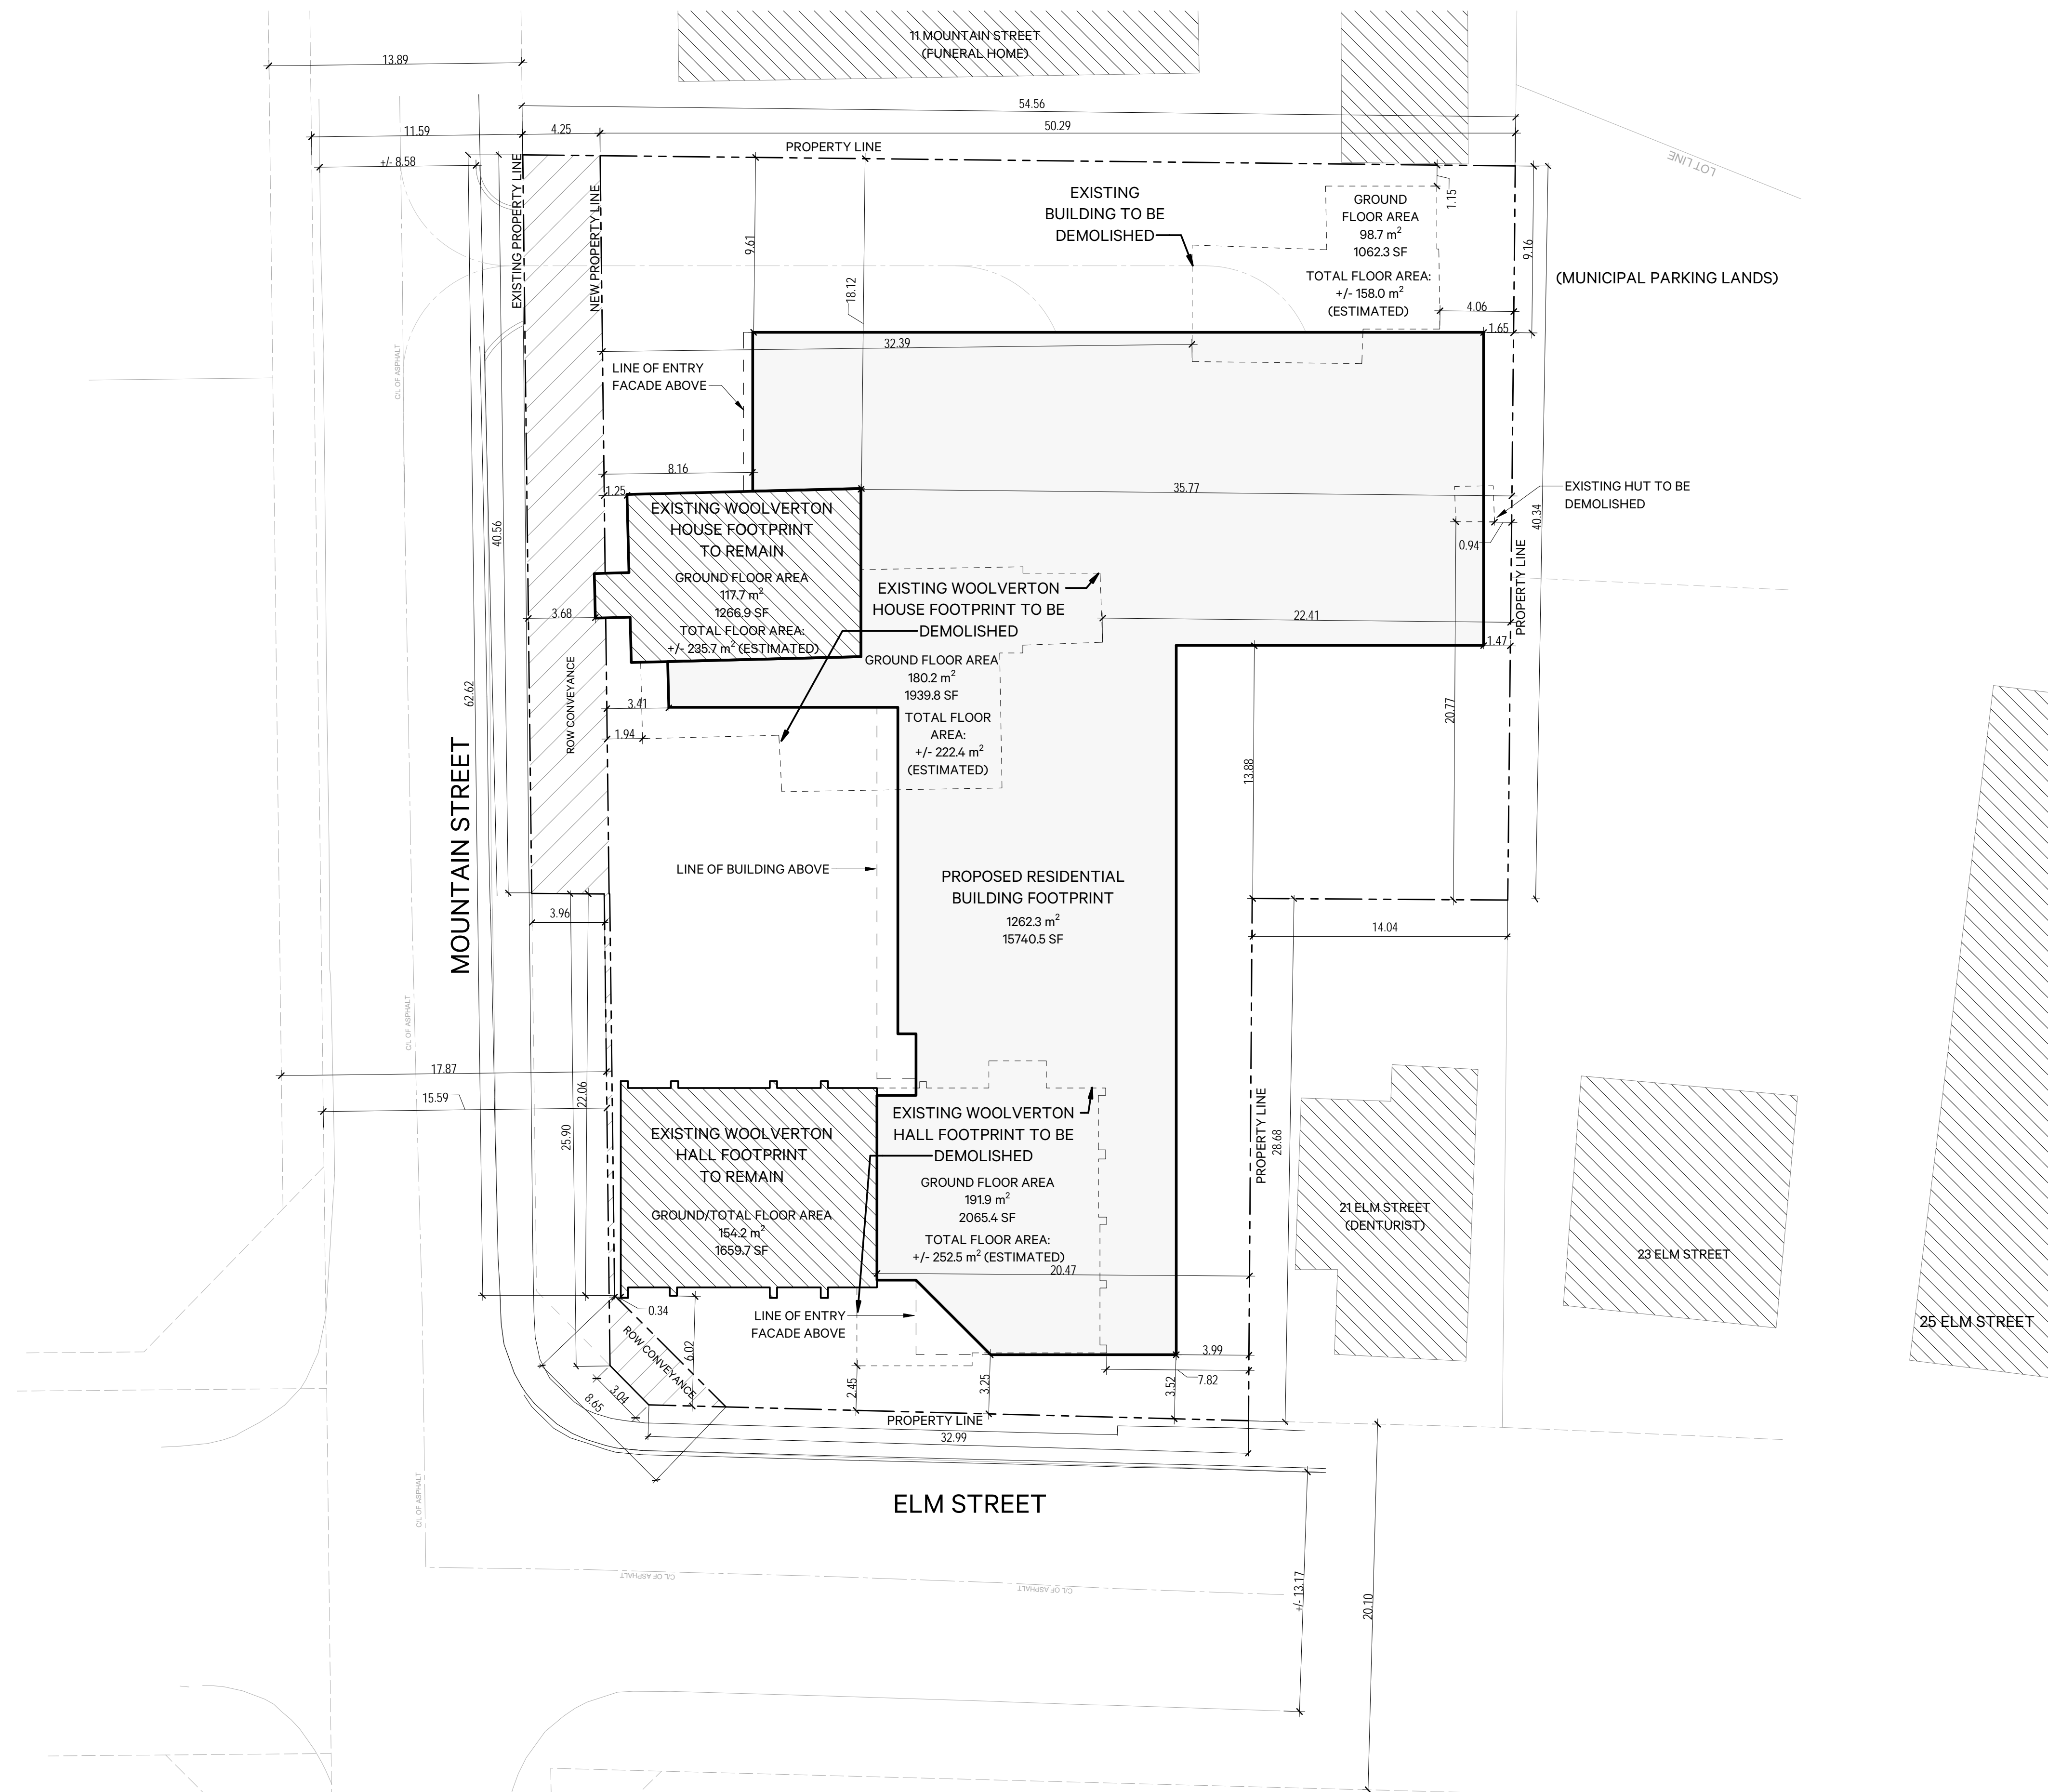 11 MOUNTAIN STREET
(FUNERAL HOME)
13.89
54.56
11.59
4.25
50.29
+/- 8.58
PROPERTY LINE
LOT LINE
EXISTING PROPERTY LINE
NEW PROPERTY LINE
EXISTING
BUILDING TO BE
DEMOLISHED
GROUND
FLOOR AREA
98.7 m²
1062.3 SF
TOTAL FLOOR AREA:
+/- 158.0 m²
(ESTIMATED)
1.15
9.16
9.61
18.12
(MUNICIPAL PARKING LANDS)
4.06
1.65
32.39
C/L OF ASPHALT
LINE OF ENTRY
FACADE ABOVE
8.16
1.25
35.77
EXISTING HUT TO BE
DEMOLISHED
40.34
0.94
40.56
EXISTING WOOLVERTON
HOUSE FOOTPRINT
TO REMAIN
GROUND FLOOR AREA
117.7 m²
1266.9 SF
TOTAL FLOOR AREA:
+/- 235.7 m² (ESTIMATED)
EXISTING WOOLVERTON
HOUSE FOOTPRINT TO BE
DEMOLISHED
GROUND FLOOR AREA
180.2 m²
1939.8 SF
TOTAL FLOOR
AREA:
+/- 222.4 m²
(ESTIMATED)
3.68
22.41
1.47
PROPERTY LINE
62.62
ROW CONVEYANCE
3.41
1.94
20.77
13.88
MOUNTAIN STREET
LINE OF BUILDING ABOVE
PROPOSED RESIDENTIAL
BUILDING FOOTPRINT
1262.3 m²
15740.5 SF
3.96
14.04
C/L OF ASPHALT
17.87
15.59
22.06
25.90
PROPERTY LINE
28.68
EXISTING WOOLVERTON
HALL FOOTPRINT
TO REMAIN
GROUND/TOTAL FLOOR AREA
154.2 m²
1659.7 SF
EXISTING WOOLVERTON
HALL FOOTPRINT TO BE
DEMOLISHED
GROUND FLOOR AREA
191.9 m²
2065.4 SF
TOTAL FLOOR AREA:
+/- 252.5 m² (ESTIMATED)
20.47
21 ELM STREET
(DENTURIST)
23 ELM STREET
25 ELM STREET
0.34
LINE OF ENTRY
FACADE ABOVE
ROW CONVEYANCE
6.02
3.99
7.82
3.04
8.65
2.45
3.25
3.52
PROPERTY LINE
32.99
ELM STREET
C/L OF ASPHALT
C/L OF ASPHALT
C/L OF ASPHALT
+/- 13.17
20.10